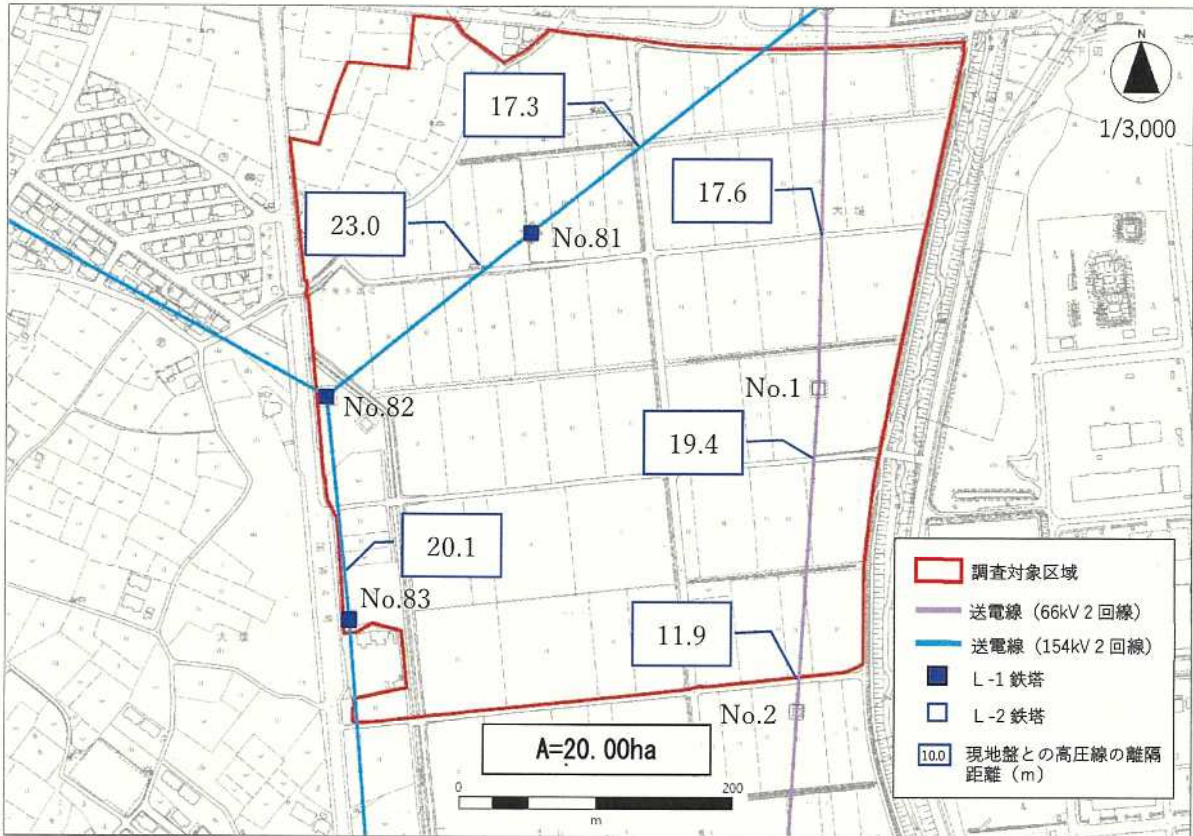 N
1/3,000
17.3
17.6
23.0
No.81
No.82
No.1
19.4
20.1
No.83
11.9
No.2
A=20.00ha
0
200
m
調査対象区域
送電線（66kV 2 回線）
送電線（154kV 2 回線）
L -1 鉄塔
L -2 鉄塔
10.0
現地盤との高圧線の離隔
距離（m）